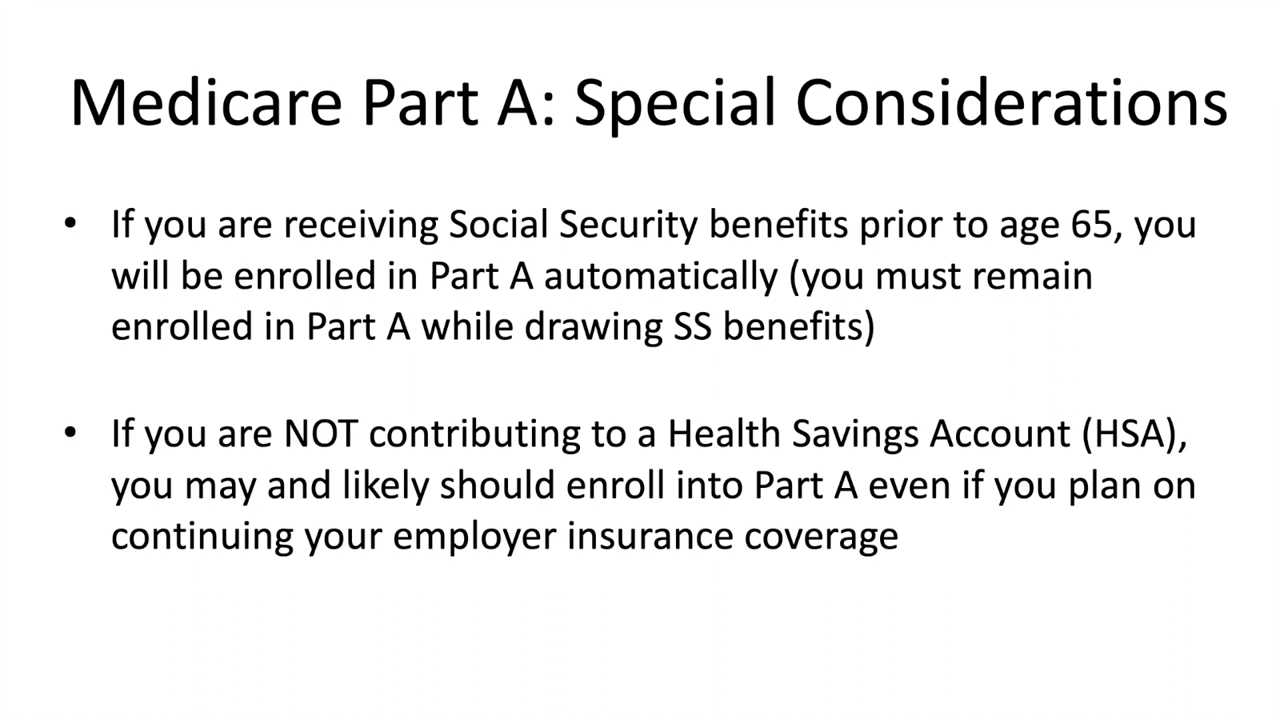 Medicare Part A: Special Considerations
• If you are receiving Social Security benefits prior to age 65, you
will be enrolled in Part A automatically (you must remain
enrolled in Part A while drawing SS benefits)
• If you are NOT contributing to a Health Savings Account (HSA),
you may and likely should enroll into Part A even if you plan on
continuing your employer insurance coverage